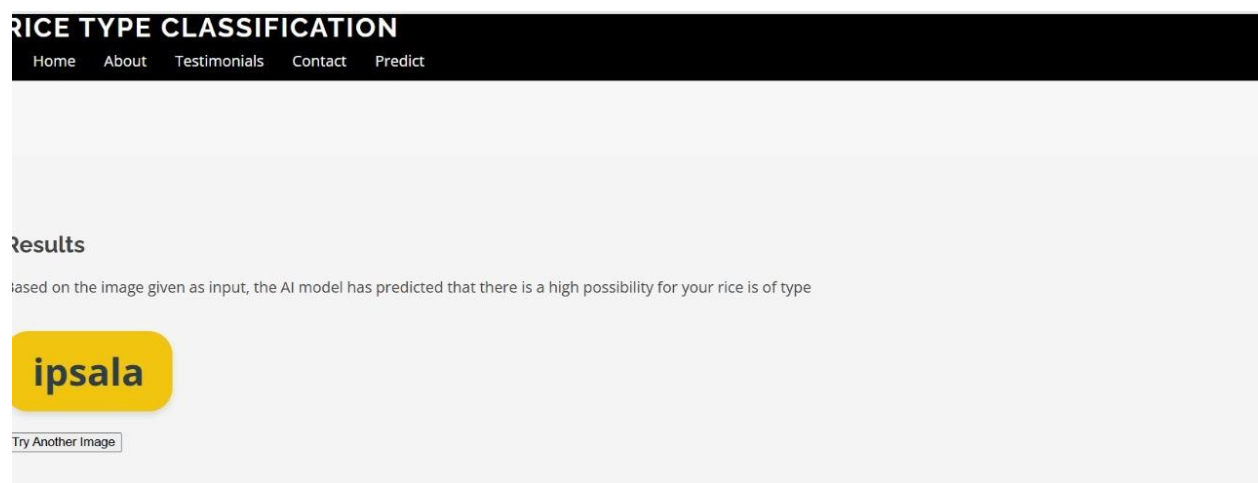 RICE TYPE CLASSIFICATION
Home About Testimonials Contact Predict
Results
Based on the image given as input, the AI model has predicted that there is a high possibility for your rice is of type
ipsala
Try Another Image